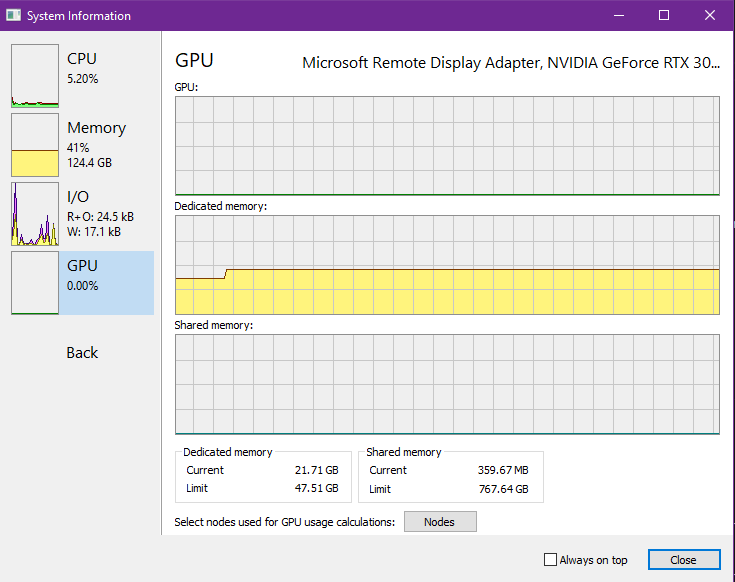 System Information
CPU
5.20%
Memory
41%
124.4 GB
I/O
R+O: 24.5 kB
W: 17.1 kB
GPU
0.00%
Back
GPU
Microsoft Remote Display Adapter, NVIDIA GeForce RTX 30...
GPU:
Dedicated memory:
Shared memory:
Dedicated memory
Current 21.71 GB
Limit 47.51 GB
Shared memory
Current 359.67 MB
Limit 767.64 GB
Select nodes used for GPU usage calculations: Nodes
Always on top Close